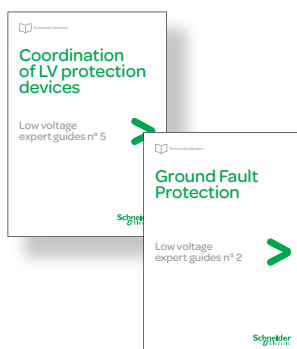 Technical collection
Coordination
of LV protection
devices
Low voltage
expert guides n° 5
Technical collection
Ground Fault
Protection
Low voltage
expert guides n° 2
Schneider
Electric